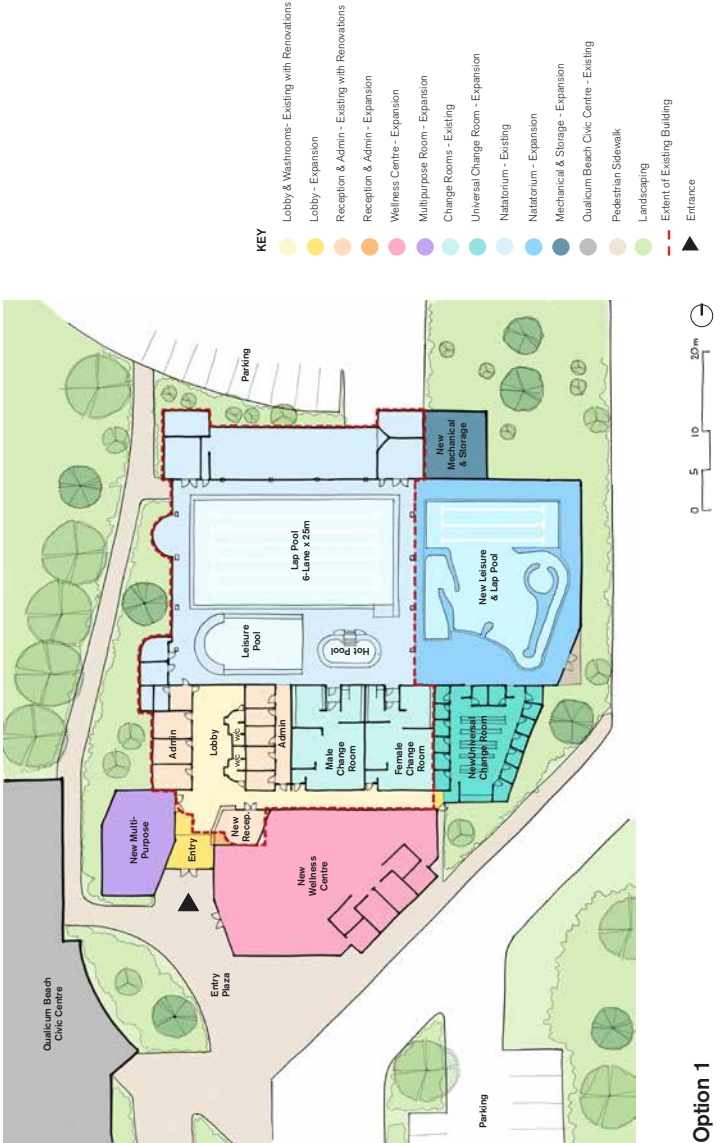 KEY
Lobby & Washrooms- Existing with Renovations
Lobby - Expansion
Reception & Admin - Existing with Renovations
Reception & Admin - Expansion
Wellness Centre - Expansion
Multipurpose Room - Expansion
Change Rooms - Existing
Universal Change Room - Expansion
Natatorium - Existing
Natatorium - Expansion
Mechanical & Storage - Expansion
Qualicum Beach Civic Centre - Existing
Pedestrian Sidewalk
Landscaping
Extent of Existing Building
Entrance
Qualicum Beach
Civic Centre
New Multi-
Purpose
Entry
Entry
Plaza
New
Recep.
New
Wellness
Centre
Admin
Lobby
w/c
w/c
Admin
Male
Change
Room
Female
Change
Room
NewUniversal
Change Room
Leisure
Pool
Hot Pool
Lap Pool
6-Lane x 25m
New Leisure
& Lap Pool
New
Mechanical
& Storage
Parking
Parking
0 5 10 20m
Option 1